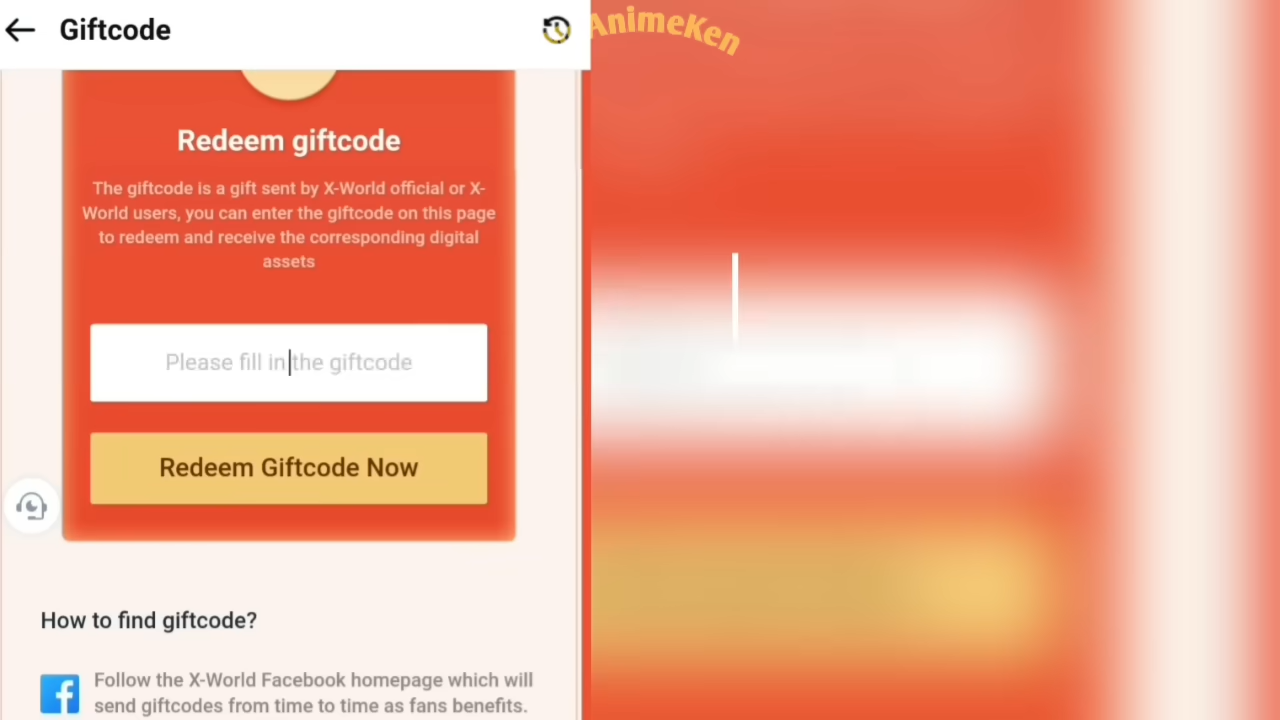 Giftcode
AnimeKen
Redeem giftcode
The giftcode is a gift sent by X-World official or X-
World users, you can enter the giftcode on this page
to redeem and receive the corresponding digital
assets
Please fill in the giftcode
Redeem Giftcode Now
How to find giftcode?
Follow the X-World Facebook homepage which will
send giftcodes from time to time as fans benefits.